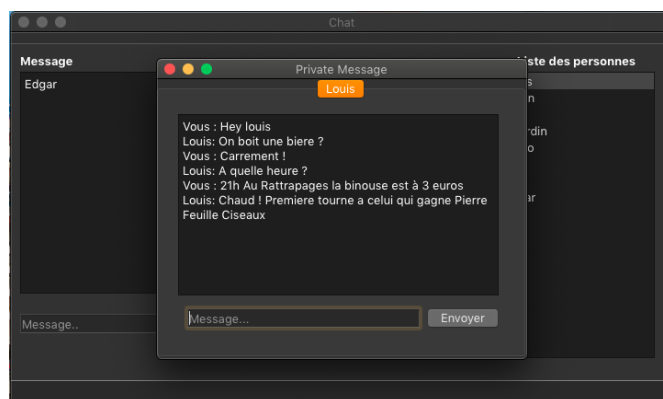 Chat
Message
Edgar
Message..
Private Message
Louis
Vous : Hey louis
Louis: On boit une biere ?
Vous : Carrement !
Louis: A quelle heure ?
Vous : 21h Au Rattrapages la binouse est à 3 euros
Louis: Chaud ! Premiere tourne a celui qui gagne Pierre
Feuille Ciseaux
Message...
Envoyer
des personnes